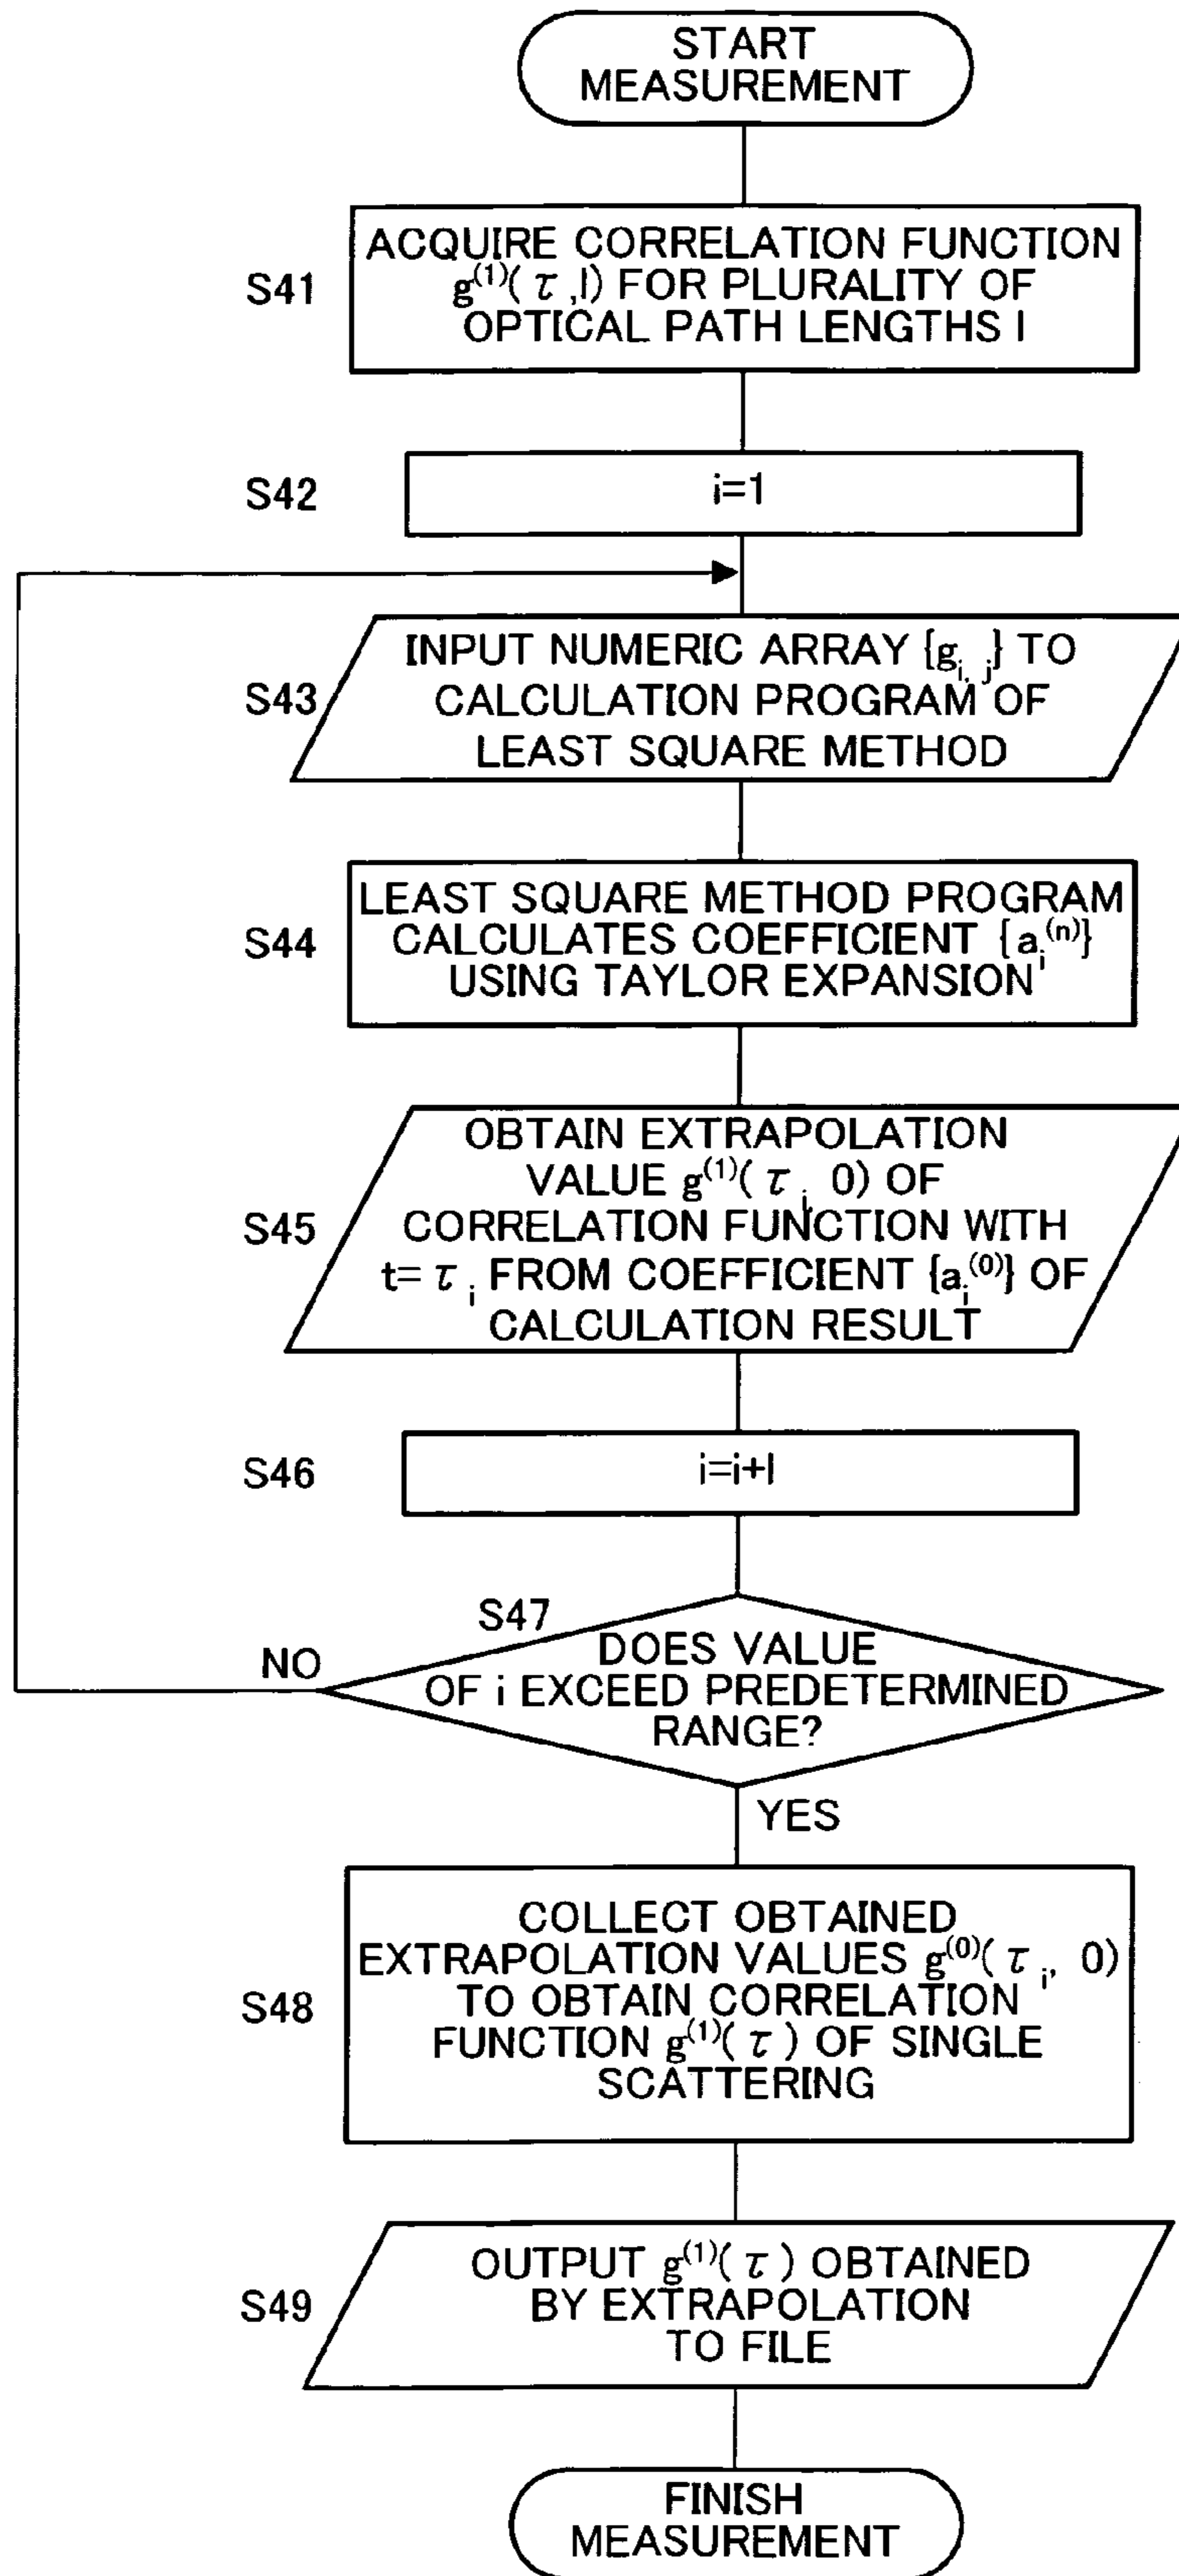 START
MEASUREMENT
S41
ACQUIRE CORRELATION FUNCTION
g⁽¹⁾( τ ,l) FOR PLURALITY OF
OPTICAL PATH LENGTHS l
S42
i=1
S43
INPUT NUMERIC ARRAY {gᵢ, ⱼ} TO
CALCULATION PROGRAM OF
LEAST SQUARE METHOD
S44
LEAST SQUARE METHOD PROGRAM
CALCULATES COEFFICIENT {aᵢ⁽ⁿ⁾}
USING TAYLOR EXPANSION
S45
OBTAIN EXTRAPOLATION
VALUE g⁽¹⁾( τ ᵢ, 0) OF
CORRELATION FUNCTION WITH
t= τ ᵢ FROM COEFFICIENT {aᵢ⁽⁰⁾} OF
CALCULATION RESULT
S46
i=i+l
S47
DOES VALUE
OF i EXCEED PREDETERMINED
RANGE?
NO
YES
S48
COLLECT OBTAINED
EXTRAPOLATION VALUES g⁽⁰⁾( τ ᵢ, 0)
TO OBTAIN CORRELATION
FUNCTION g⁽¹⁾( τ ) OF SINGLE
SCATTERING
S49
OUTPUT g⁽¹⁾( τ ) OBTAINED
BY EXTRAPOLATION
TO FILE
FINISH
MEASUREMENT